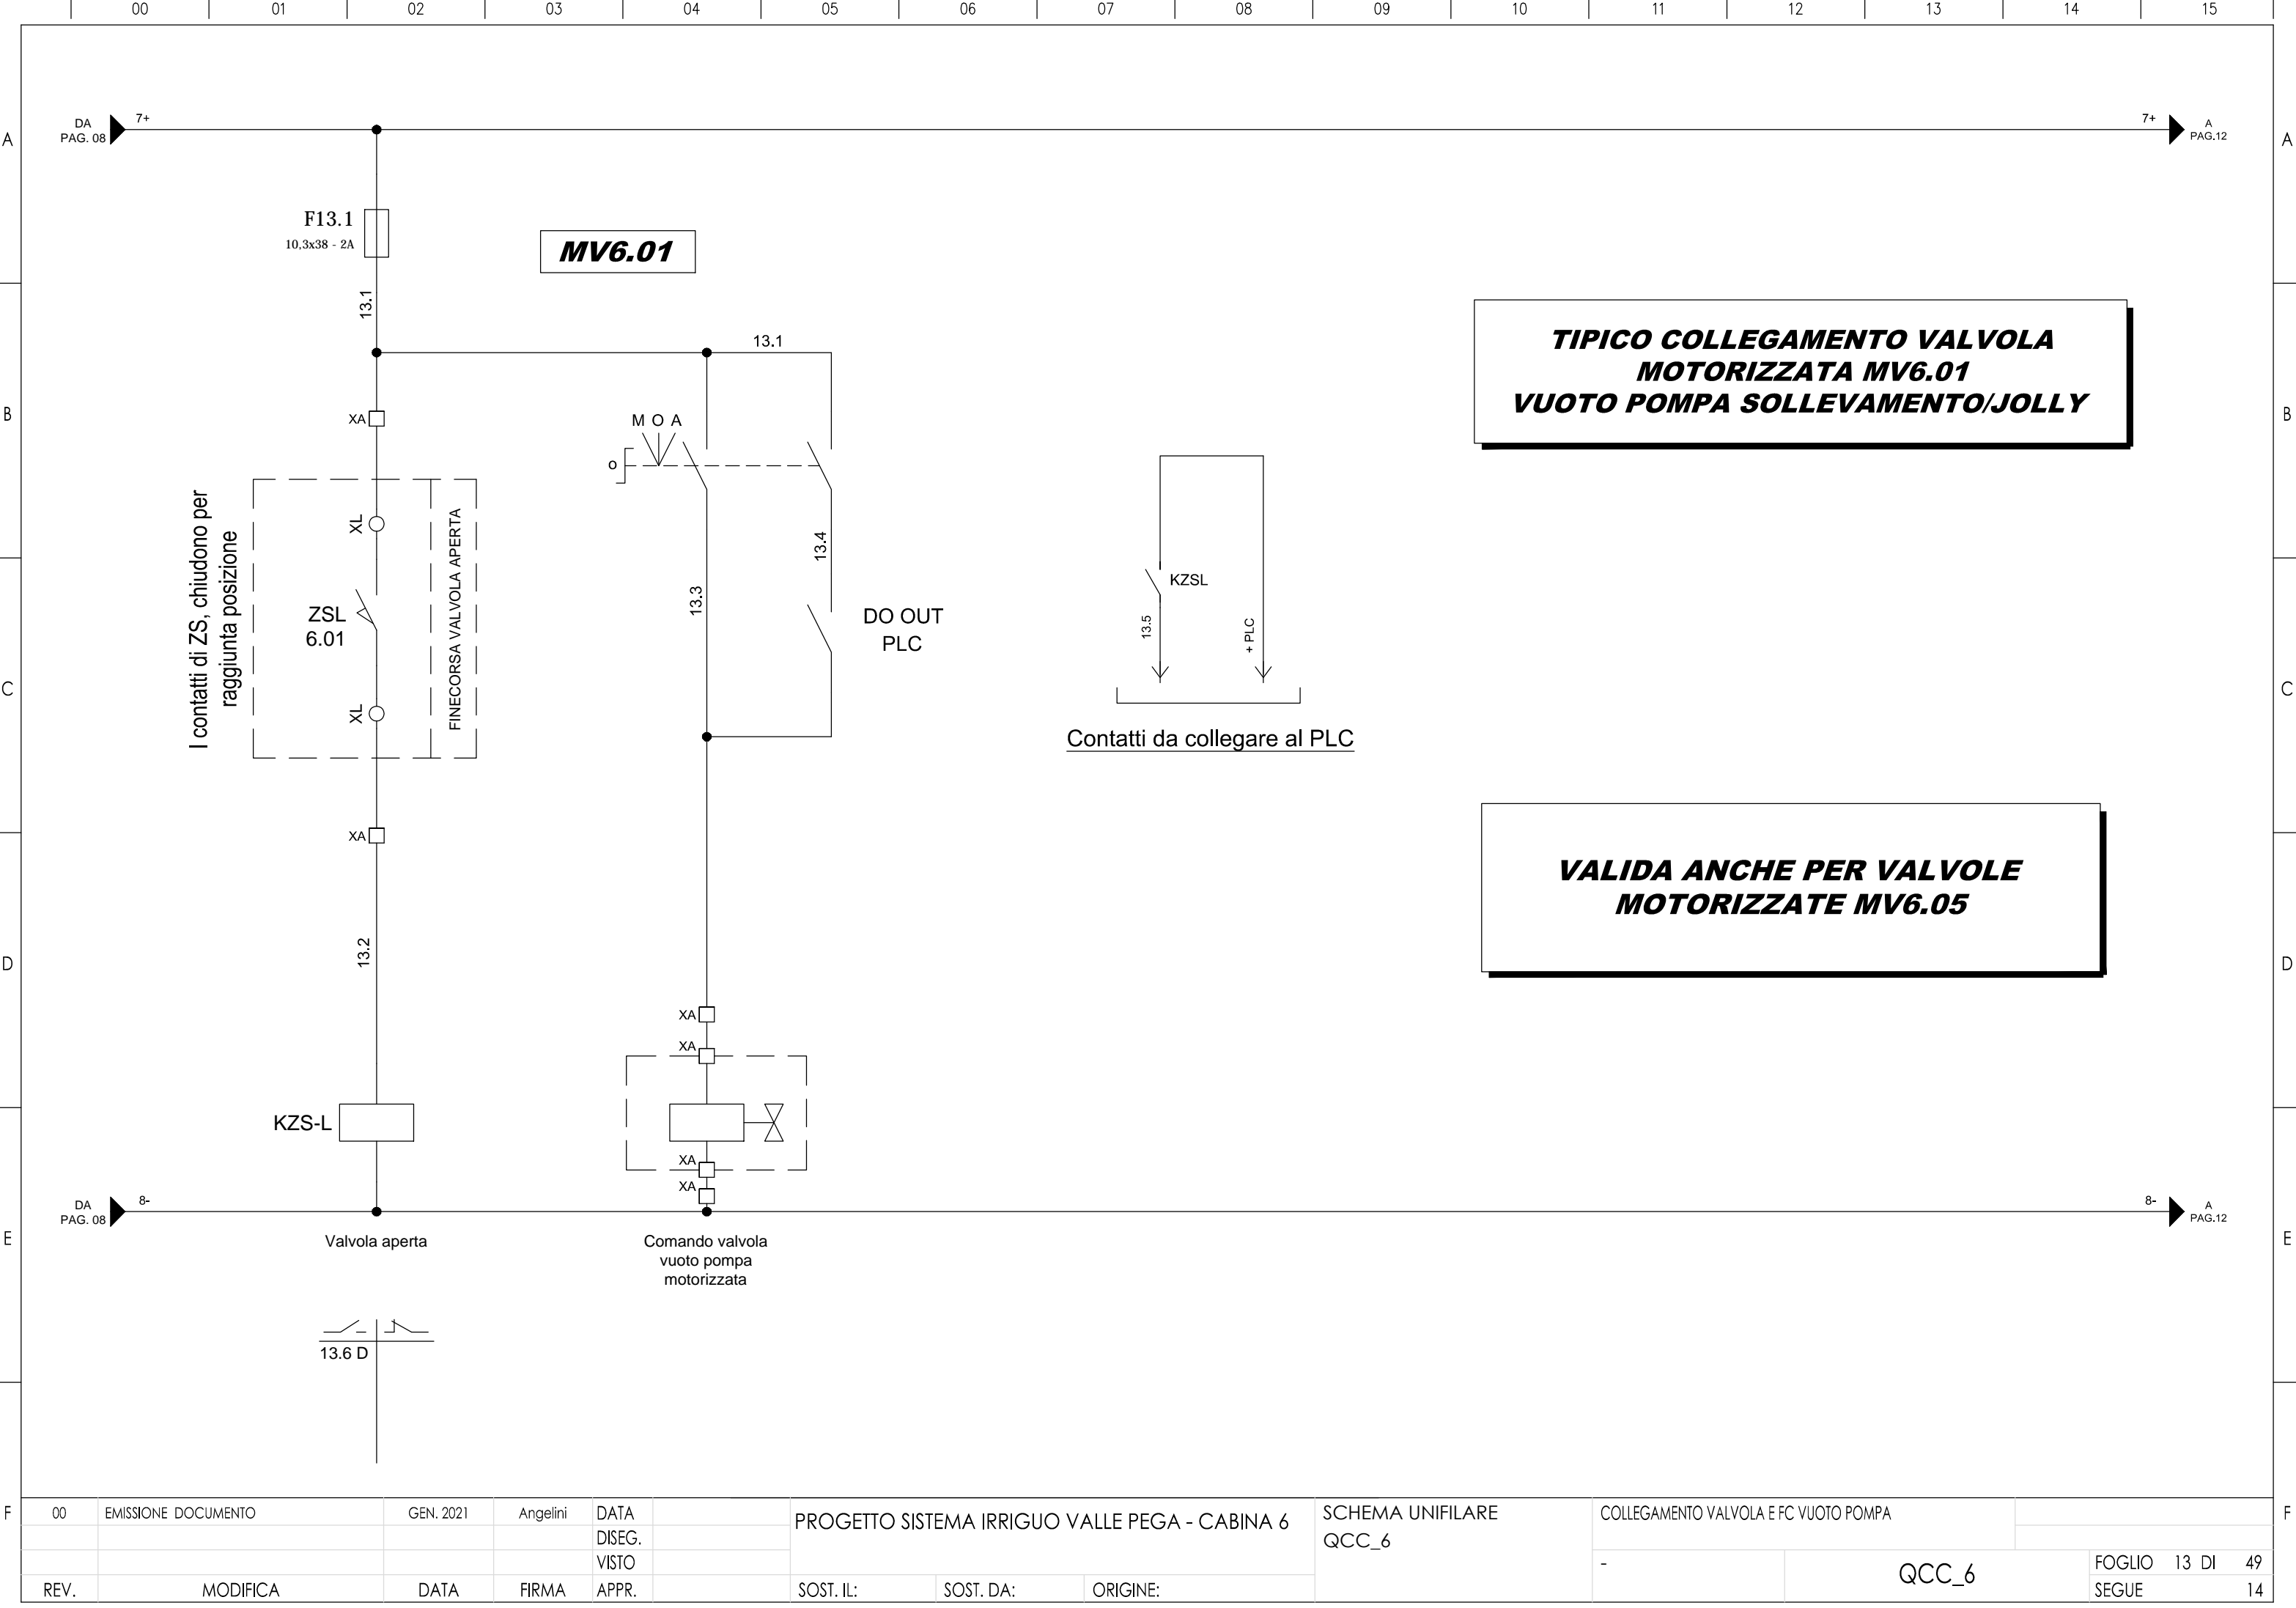 00 01 02 03 04 05 06 07 08 09 10 11 12 13 14 15
A
A
B
B
C
C
D
D
E
E
F
F
DA
PAG. 08
7+
7+
A
PAG.12
F13.1
10,3x38 - 2A
MV6.01
13.1
13.1
TIPICO COLLEGAMENTO VALVOLA
MOTORIZZATA MV6.01
VUOTO POMPA SOLLEVAMENTO/JOLLY
XA
M O A
o
I contatti di ZS, chiudono per
raggiunta posizione
XL
ZSL
6.01
XL
FINECORSA VALVOLA APERTA
13.3
13.4
DO OUT
PLC
KZSL
13.5
+ PLC
Contatti da collegare al PLC
XA
13.2
VALIDA ANCHE PER VALVOLE
MOTORIZZATE MV6.05
XA
XA
KZS-L
XA
XA
DA
PAG. 08
8-
8-
A
PAG.12
Valvola aperta
Comando valvola
vuoto pompa
motorizzata
13.6 D
00 EMISSIONE DOCUMENTO GEN. 2021 Angelini DATA
DISEG.
VISTO
REV. MODIFICA DATA FIRMA APPR.
PROGETTO SISTEMA IRRIGUO VALLE PEGA - CABINA 6
SOST. IL: SOST. DA: ORIGINE:
SCHEMA UNIFILARE
QCC_6
COLLEGAMENTO VALVOLA E FC VUOTO POMPA
-
QCC_6
FOGLIO 13 DI 49
SEGUE 14